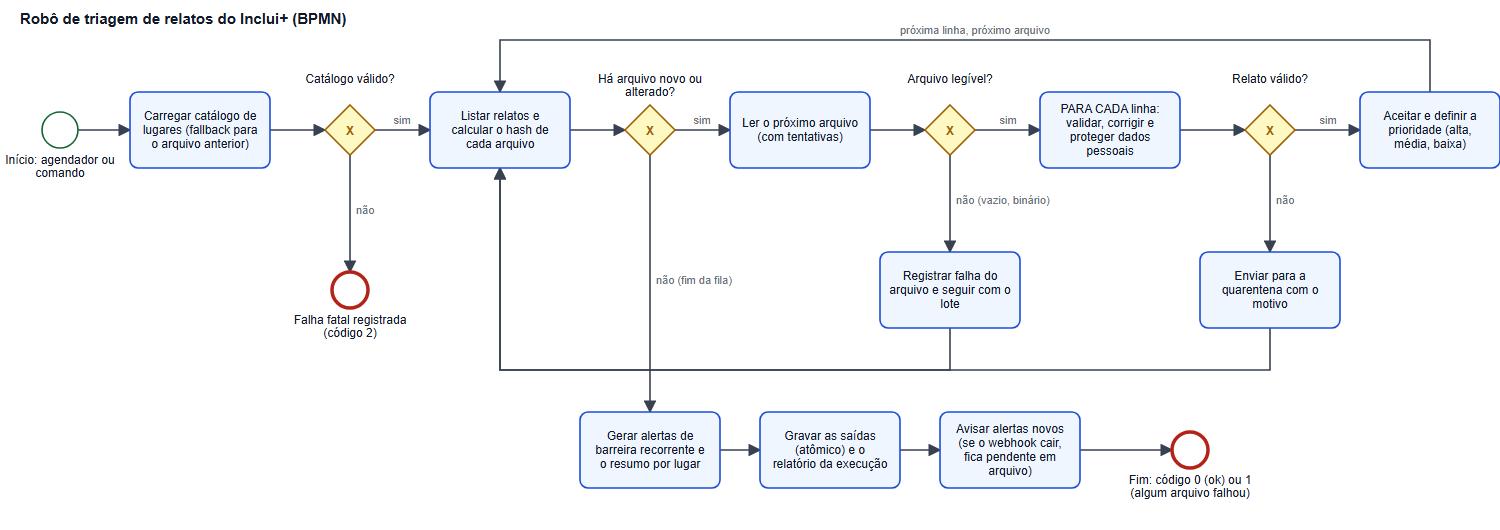 Robô de triagem de relatos do Inclui+ (BPMN)
próxima linha, próximo arquivo
Catálogo válido?
Há arquivo novo ou
alterado?
Arquivo legível?
Relato válido?
Início: agendador ou
comando
Carregar catálogo de
lugares (fallback para
o arquivo anterior)
X
sim
Listar relatos e
calcular o hash de
cada arquivo
X
sim
Ler o próximo arquivo
(com tentativas)
X
sim
PARA CADA linha:
validar, corrigir e
proteger dados
pessoais
X
sim
Aceitar e definir a
prioridade (alta,
média, baixa)
não
não (vazio, binário)
não
não (fim da fila)
Falha fatal registrada
(código 2)
Registrar falha do
arquivo e seguir com o
lote
Enviar para a
quarentena com o
motivo
Gerar alertas de
barreira recorrente e
o resumo por lugar
Gravar as saídas
(atômico) e o
relatório da execução
Avisar alertas novos
(se o webhook cair,
fica pendente em
arquivo)
Fim: código 0 (ok) ou 1
(algum arquivo falhou)